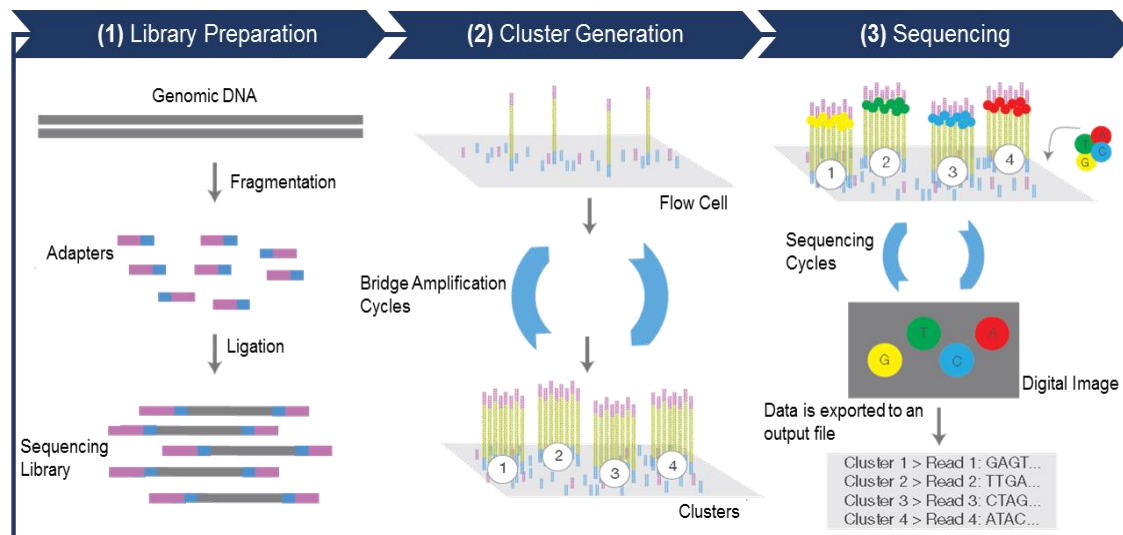 (1) Library Preparation
(2) Cluster Generation
(3) Sequencing
Genomic DNA
Fragmentation
Adapters
Ligation
Sequencing
Library
Flow Cell
Bridge Amplification
Cycles
1
2
3
4
Clusters
1
2
3
4
A
T
C
G
Sequencing
Cycles
T
A
G
C
Digital Image
Data is exported to an
output file
Cluster 1 > Read 1: GAGT...
Cluster 2 > Read 2: TTGA...
Cluster 3 > Read 3: CTAG...
Cluster 4 > Read 4: ATAC...